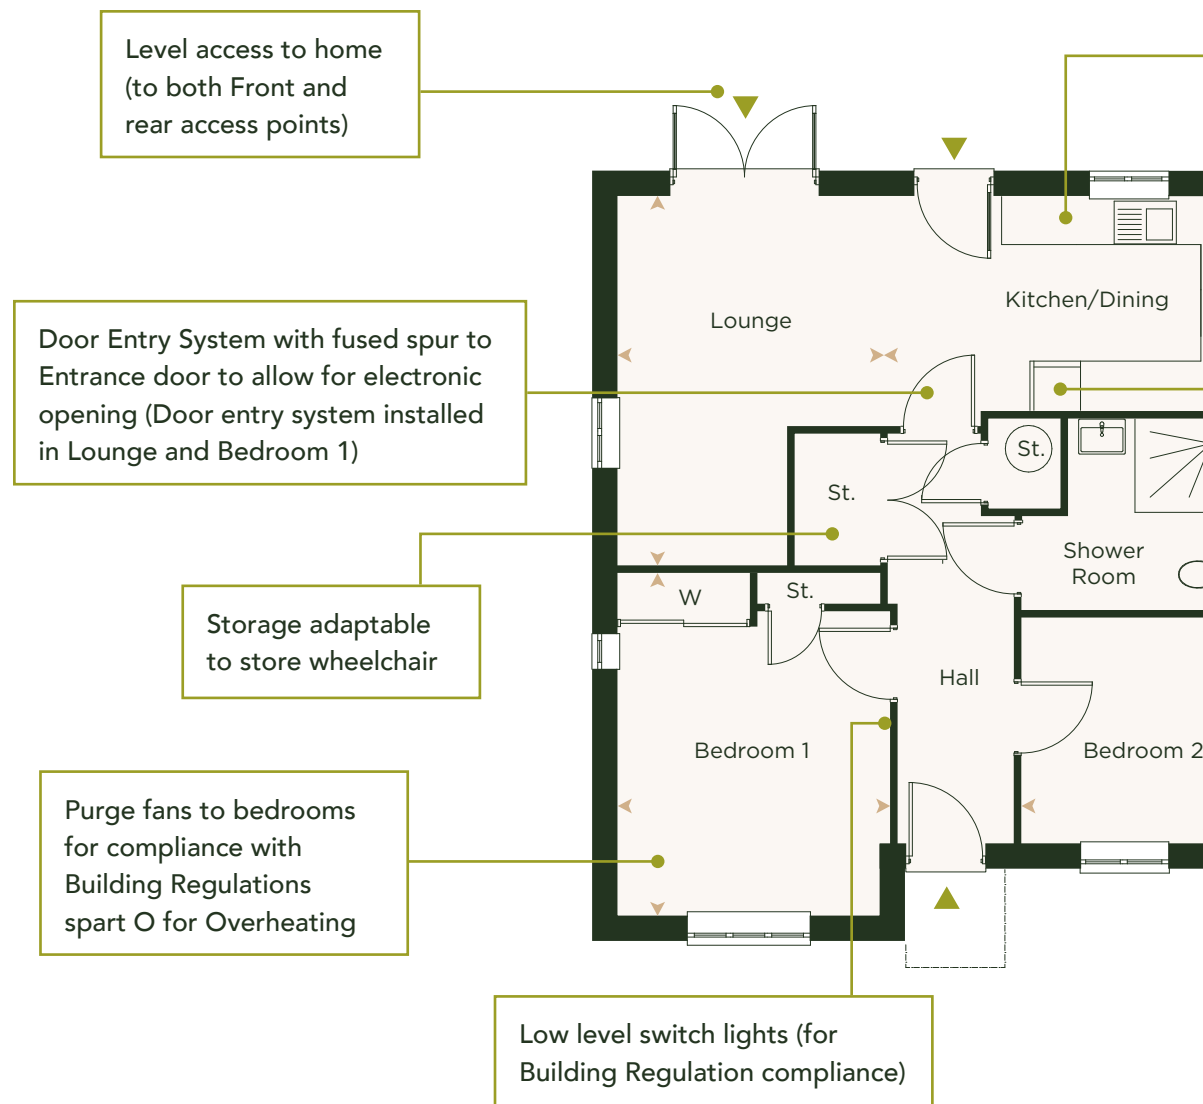 Level access to home
(to both Front and
rear access points)
Kitchen/Dining
Lounge
Door Entry System with fused spur to
Entrance door to allow for electronic
opening (Door entry system installed
in Lounge and Bedroom 1)
St.
St.
Shower
Room
W
St.
Storage adaptable
to store wheelchair
Hall
Bedroom 1
Bedroom 2
Purge fans to bedrooms
for compliance with
Building Regulations
spart O for Overheating
Low level switch lights (for
Building Regulation compliance)